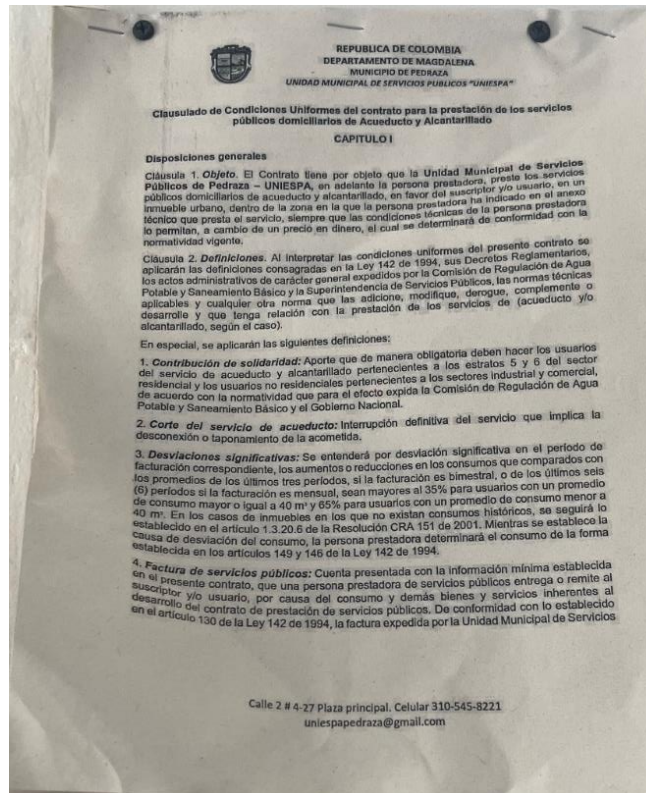 REPUBLICA DE COLOMBIA
DEPARTAMENTO DE MAGDALENA
MUNICIPIO DE PEDRAZA
UNIDAD MUNICIPAL DE SERVICIOS PUBLICOS "UNIESPA"
Clausulado de Condiciones Uniformes del contrato para la prestación de los servicios
públicos domiciliarios de Acueducto y Alcantarillado
CAPITULO I
Disposiciones generales
Cláusula 1. Objeto. El Contrato tiene por objeto que la Unidad Municipal de Servicios
Públicos de Pedraza – UNIESPA, en adelante la persona prestadora, preste los servicios
públicos domiciliarios de acueducto y alcantarillado, en favor del suscriptor y/o usuario, en un
inmueble urbano, dentro de la zona en la que la persona prestadora ha indicado en el anexo
técnico que presta el servicio, siempre que las condiciones técnicas de la persona prestadora
lo permitan, a cambio de un precio en dinero, el cual se determinará de conformidad con la
normatividad vigente.
Cláusula 2. Definiciones. Al interpretar las condiciones uniformes del presente contrato se
aplicarán las definiciones consagradas en la Ley 142 de 1994, sus Decretos Reglamentarios,
los actos administrativos de carácter general expedidos por la Comisión de Regulación de Agua
Potable y Saneamiento Básico y la Superintendencia de Servicios Públicos, las normas técnicas
aplicables y cualquier otra norma que las adicione, modifique, derogue, complemente o
desarrolle y que tenga relación con la prestación de los servicios de (acueducto y/o
alcantarillado, según el caso).
En especial, se aplicarán las siguientes definiciones:
1. Contribución de solidaridad: Aporte que de manera obligatoria deben hacer los usuarios
del servicio de acueducto y alcantarillado pertenecientes a los estratos 5 y 6 del sector
residencial y los usuarios no residenciales pertenecientes a los sectores industrial y comercial,
de acuerdo con la normatividad que para el efecto expida la Comisión de Regulación de Agua
Potable y Saneamiento Básico y el Gobierno Nacional.
2. Corte del servicio de acueducto: Interrupción definitiva del servicio que implica la
desconexión o taponamiento de la acometida.
3. Desviaciones significativas: Se entenderá por desviación significativa en el período de
facturación correspondiente, los aumentos o reducciones en los consumos que comparados con
los promedios de los últimos tres períodos, si la facturación es bimestral, o de los últimos seis
(6) períodos si la facturación es mensual, sean mayores al 35% para usuarios con un promedio
de consumo mayor o igual a 40 m³ y 65% para usuarios con un promedio de consumo menor a
40 m³. En los casos de inmuebles en los que no existan consumos históricos, se seguirá lo
establecido en el artículo 1.3.20.6 de la Resolución CRA 151 de 2001. Mientras se establece la
causa de desviación del consumo, la persona prestadora determinará el consumo de la forma
establecida en los artículos 149 y 146 de la Ley 142 de 1994.
4. Factura de servicios públicos: Cuenta presentada con la información mínima establecida
en el presente contrato, que una persona prestadora de servicios públicos entrega o remite al
suscriptor y/o usuario, por causa del consumo y demás bienes y servicios inherentes al
desarrollo del contrato de prestación de servicios públicos. De conformidad con lo establecido
en el artículo 130 de la Ley 142 de 1994, la factura expedida por la Unidad Municipal de Servicios
Calle 2 # 4-27 Plaza principal. Celular 310-545-8221
uniespapedraza@gmail.com